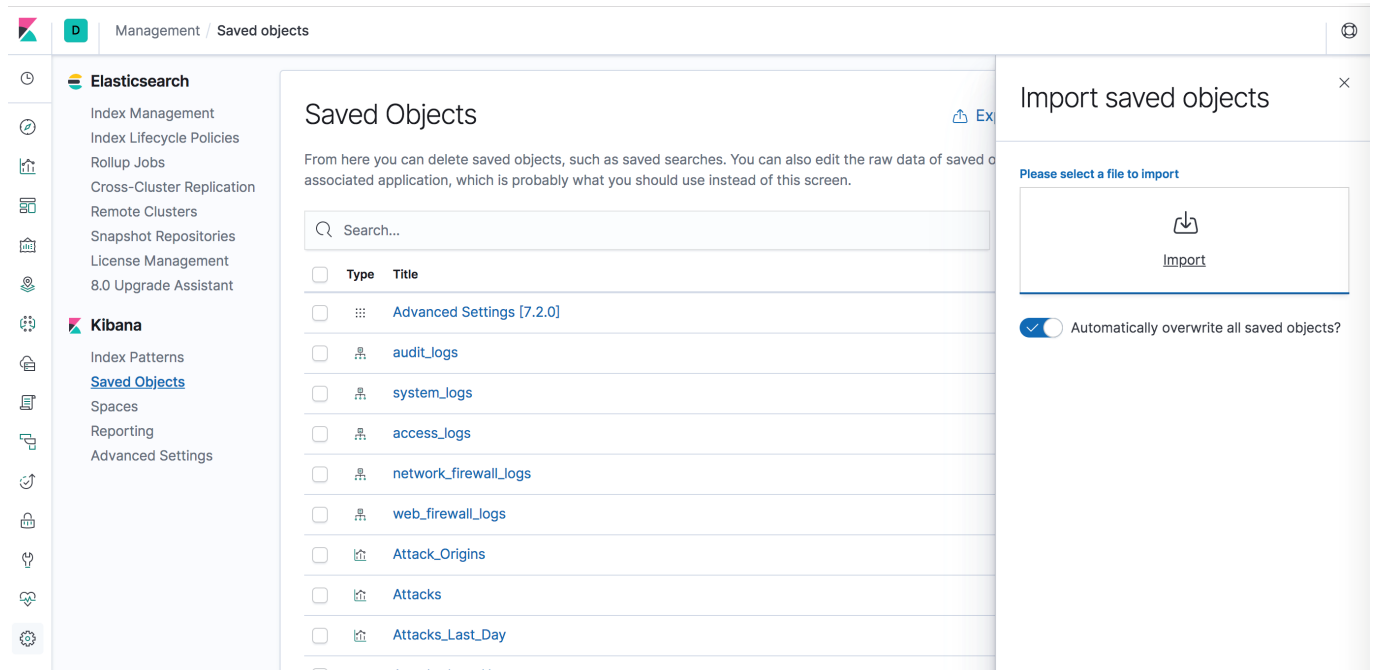 D
Management / Saved objects
Elasticsearch
Index Management
Index Lifecycle Policies
Rollup Jobs
Cross-Cluster Replication
Remote Clusters
Snapshot Repositories
License Management
8.0 Upgrade Assistant
Kibana
Index Patterns
Saved Objects
Spaces
Reporting
Advanced Settings
Saved Objects
From here you can delete saved objects, such as saved searches. You can also edit the raw data of saved o
associated application, which is probably what you should use instead of this screen.
Search...
Type Title
Advanced Settings [7.2.0]
audit_logs
system_logs
access_logs
network_firewall_logs
web_firewall_logs
Attack_Origins
Attacks
Attacks_Last_Day
Import saved objects
Please select a file to import
Import
Automatically overwrite all saved objects?